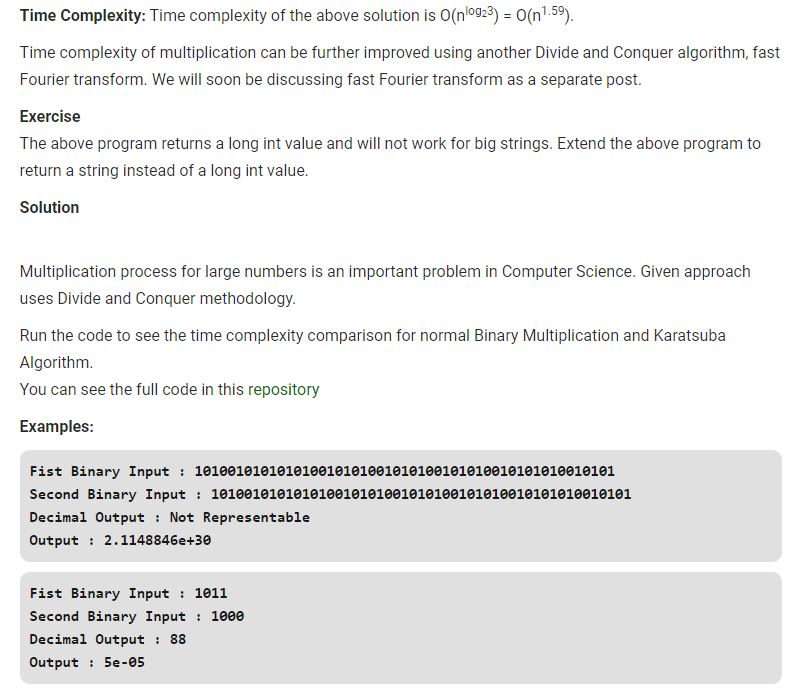 Time Complexity: Time complexity of the above solution is O(n^log₂3) = O(n^1.59).
Time complexity of multiplication can be further improved using another Divide and Conquer algorithm, fast
Fourier transform. We will soon be discussing fast Fourier transform as a separate post.
Exercise
The above program returns a long int value and will not work for big strings. Extend the above program to
return a string instead of a long int value.
Solution
Multiplication process for large numbers is an important problem in Computer Science. Given approach
uses Divide and Conquer methodology.
Run the code to see the time complexity comparison for normal Binary Multiplication and Karatsuba
Algorithm.
You can see the full code in this repository
Examples:
Fist Binary Input : 101001010101010010101001010100101010010101010010101
Second Binary Input : 101001010101010010101001010100101010010101010010101
Decimal Output : Not Representable
Output : 2.1148846e+30
Fist Binary Input : 1011
Second Binary Input : 1000
Decimal Output : 88
Output : 5e-05